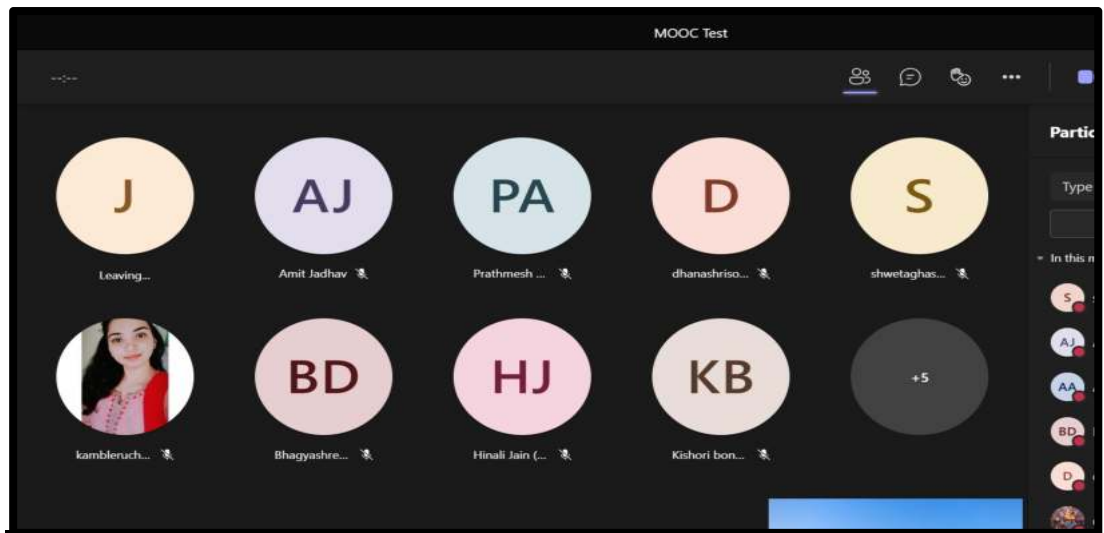 MOOC Test
--:--
Partic
J
AJ
PA
D
S
Type
Leaving...
Amit Jadhav
Prathmesh ...
dhanashriso...
shwetaghas...
In this
S
AJ
BD
HJ
KB
+5
AA
BD
kambleruch...
Bhagyashre...
Hinali Jain (...
Kishori bon...
D